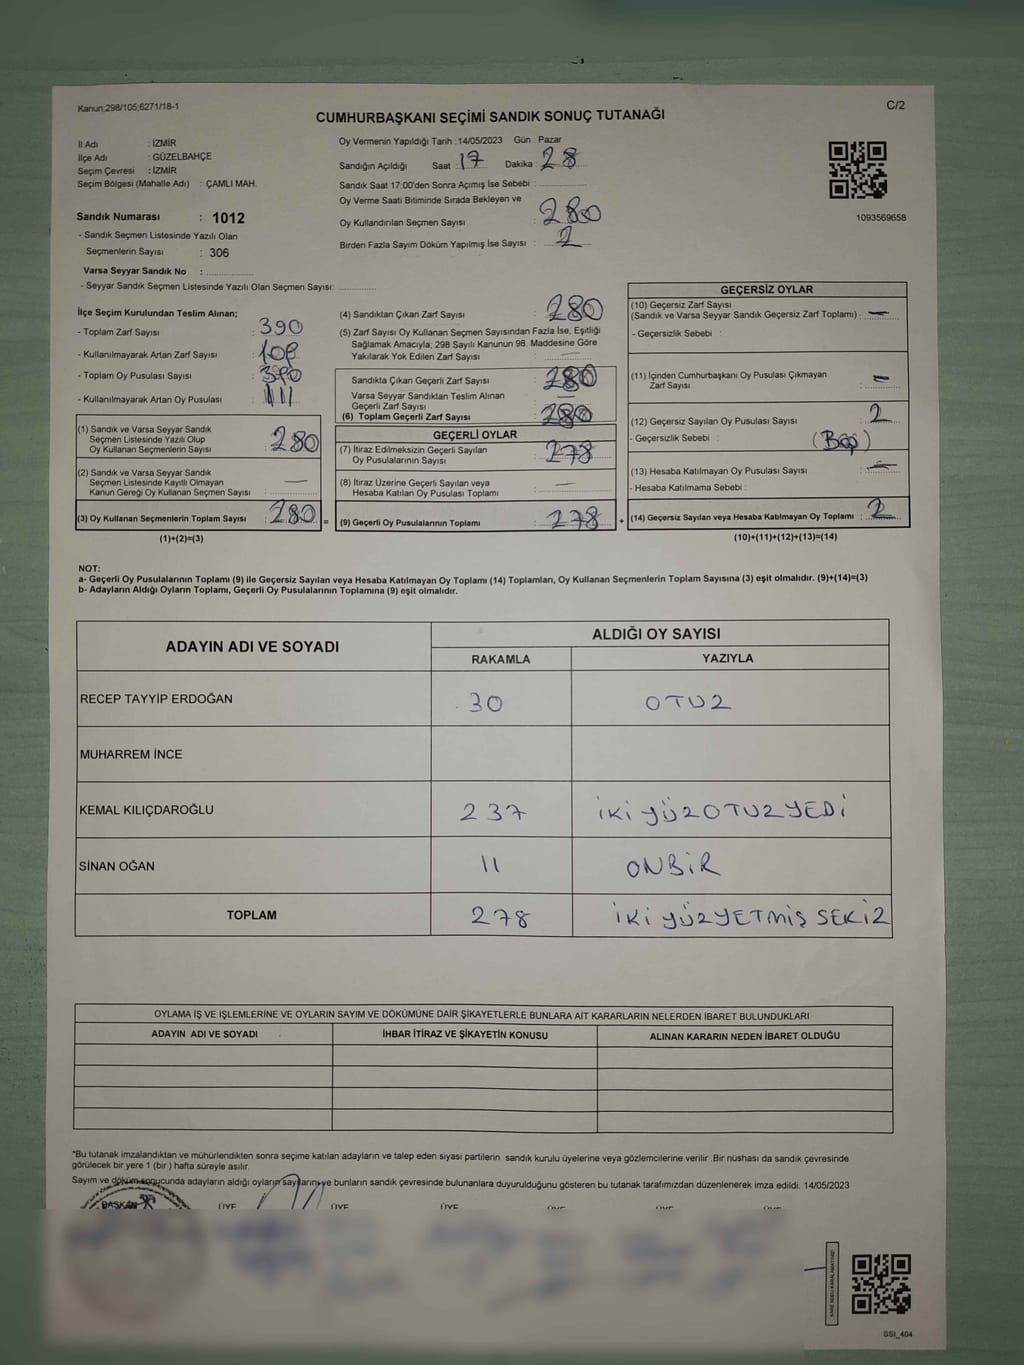 Kanun:298/105;6271/18-1
C/2
CUMHURBAŞKANI SEÇİMİ SANDIK SONUÇ TUTANAĞI
İl Adı : İZMİR
İlçe Adı : GÜZELBAHÇE
Seçim Çevresi : İZMİR
Seçim Bölgesi (Mahalle Adı) : ÇAMLI MAH.
Sandık Numarası : 1012
- Sandık Seçmen Listesinde Yazılı Olan
Seçmenlerin Sayısı : 306
Varsa Seyyar Sandık No :
- Seyyar Sandık Seçmen Listesinde Yazılı Olan Seçmen Sayısı:
Oy Vermenin Yapıldığı Tarih : 14/05/2023 Gün : Pazar
Sandığın Açıldığı Saat : 17 Dakika : 28
Sandık Saat 17:00'den Sonra Açımış İse Sebebi :
Oy Verme Saati Bitiminde Sırada Bekleyen ve
Oy Kullandırılan Seçmen Sayısı : 280
Birden Fazla Sayım Döküm Yapılmış İse Sayısı : 2
1093569658
İlçe Seçim Kurulundan Teslim Alınan;
- Toplam Zarf Sayısı : 390
- Kullanılmayarak Artan Zarf Sayısı :
- Toplam Oy Pusulası Sayısı : 390
- Kullanılmayarak Artan Oy Pusulası : 111
(1) Sandık ve Varsa Seyyar Sandık
Seçmen Listesinde Yazılı Olup
Oy Kullanan Seçmenlerin Sayısı : 280
(2) Sandık ve Varsa Seyyar Sandık
Seçmen Listesinde Kayıtlı Olmayan
Kanun Gereği Oy Kullanan Seçmen Sayısı : —
(3) Oy Kullanan Seçmenlerin Toplam Sayısı : 280
(1)+(2)=(3)
=
(4) Sandıktan Çıkan Zarf Sayısı : 280
(5) Zarf Sayısı Oy Kullanan Seçmen Sayısından Fazla İse, Eşitliği
Sağlamak Amacıyla; 298 Sayılı Kanunun 98. Maddesine Göre
Yakılarak Yok Edilen Zarf Sayısı : —
Sandıkta Çıkan Geçerli Zarf Sayısı : 280
Varsa Seyyar Sandıktan Teslim Alınan
Geçerli Zarf Sayısı : —
(6) Toplam Geçerli Zarf Sayısı : 280
GEÇERLİ OYLAR
(7) İtiraz Edilmeksizin Geçerli Sayılan
Oy Pusulalarının Sayısı : 278
(8) İtiraz Üzerine Geçerli Sayılan veya
Hesaba Katılan Oy Pusulası Toplamı : —
(9) Geçerli Oy Pusulalarının Toplamı : 278
+
GEÇERSİZ OYLAR
(10) Geçersiz Zarf Sayısı
(Sandık ve Varsa Seyyar Sandık Geçersiz Zarf Toplamı) : —
- Geçersizlik Sebebi :
(11) İçinden Cumhurbaşkanı Oy Pusulası Çıkmayan
Zarf Sayısı : —
(12) Geçersiz Sayılan Oy Pusulası Sayısı : 2
- Geçersizlik Sebebi : (Boş)
(13) Hesaba Katılmayan Oy Pusulası Sayısı : —
- Hesaba Katılmama Sebebi :
(14) Geçersiz Sayılan veya Hesaba Katılmayan Oy Toplamı : 2
(10)+(11)+(12)+(13)=(14)
NOT:
a- Geçerli Oy Pusulalarının Toplamı (9) ile Geçersiz Sayılan veya Hesaba Katılmayan Oy Toplamı (14) Toplamları, Oy Kullanan Seçmenlerin Toplam Sayısına (3) eşit olmalıdır. (9)+(14)=(3)
b- Adayların Aldığı Oyların Toplamı, Geçerli Oy Pusulalarının Toplamına (9) eşit olmalıdır.
ADAYIN ADI VE SOYADI
ALDIĞI OY SAYISI
RAKAMLA YAZIYLA
RECEP TAYYİP ERDOĞAN 30 OTUZ
MUHARREM İNCE
KEMAL KILIÇDAROĞLU 237 İKİ YÜZ OTUZ YEDİ
SİNAN OĞAN 11 ONBİR
TOPLAM 278 İKİ YÜZ YETMİŞ SEKİZ
OYLAMA İŞ VE İŞLEMLERİNE VE OYLARIN SAYIM VE DÖKÜMÜNE DAİR ŞİKAYETLERLE BUNLARA AİT KARARLARIN NELERDEN İBARET BULUNDUKLARI
ADAYIN ADI VE SOYADI İHBAR İTİRAZ VE ŞİKAYETİN KONUSU ALINAN KARARIN NEDEN İBARET OLDUĞU
*Bu tutanak imzalandıktan ve mühürlendikten sonra seçime katılan adayların ve talep eden siyasi partilerin sandık kurulu üyelerine veya gözlemcilerine verilir .Bir nüshası da sandık çevresinde
görülecek bir yere 1 (bir ) hafta süreyle asılır.
Sayım ve döküm sonucunda adayların aldığı oyların sayılarını ve bunların sandık çevresinde bulunanlara duyurulduğunu gösteren bu tutanak tarafımızdan düzenlenerek imza edildi. 14/05/2023
BAŞKAN ÜYE ÜYE ÜYE ÜYE ÜYE ÜYE
SSI_404